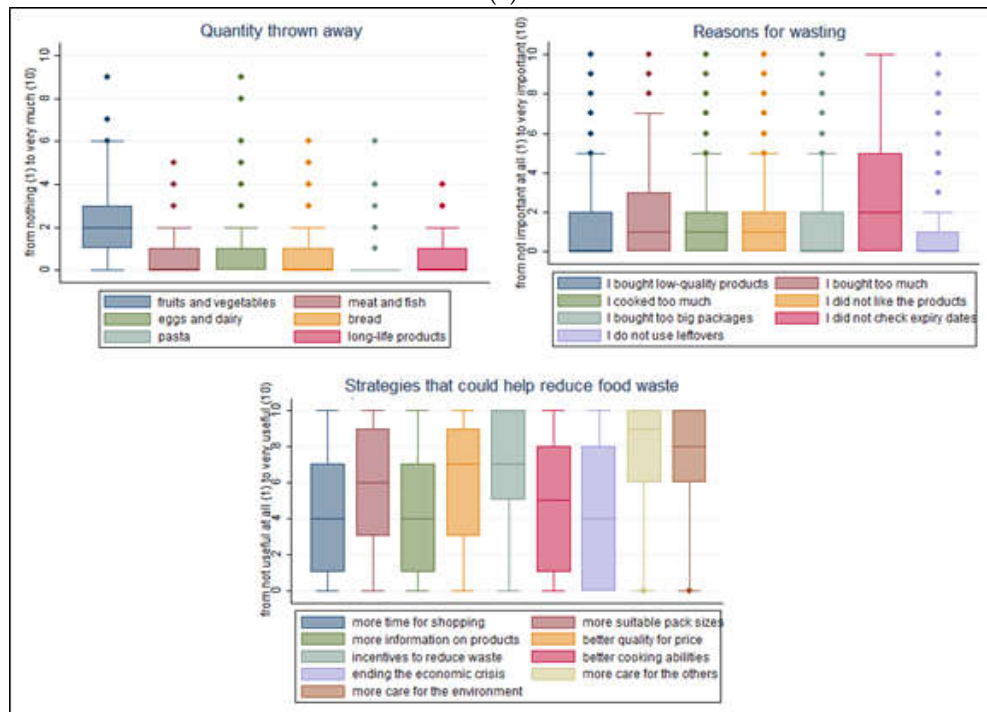 Quantity thrown away
from nothing (1) to very much (10)
0 2 4 6 8 10
fruits and vegetables
meat and fish
eggs and dairy
bread
pasta
long-life products
Reasons for wasting
from not important at all (1) to very important (10)
0 2 4 6 8 10
I bought low-quality products
I bought too much
I cooked too much
I did not like the products
I bought too big packages
I did not check expiry dates
I do not use leftovers
Strategies that could help reduce food waste
from not useful at all (1) to very useful (10)
0 2 4 6 8 10
more time for shopping
more suitable pack sizes
more information on products
better quality for price
incentives to reduce waste
better cooking abilities
ending the economic crisis
more care for the others
more care for the environment